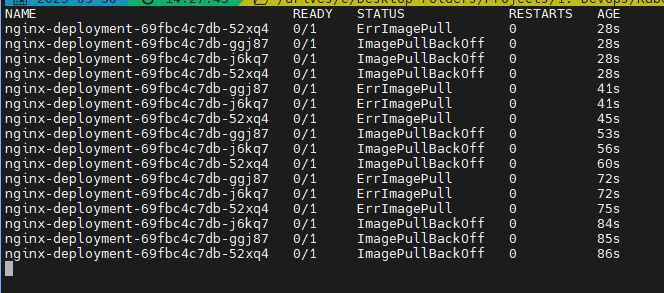 NAME READY STATUS RESTARTS AGE
nginx-deployment-69fbc4c7db-52xq4 0/1 ErrImagePull 0 28s
nginx-deployment-69fbc4c7db-ggj87 0/1 ImagePullBackOff 0 28s
nginx-deployment-69fbc4c7db-j6kq7 0/1 ImagePullBackOff 0 28s
nginx-deployment-69fbc4c7db-52xq4 0/1 ImagePullBackOff 0 28s
nginx-deployment-69fbc4c7db-ggj87 0/1 ErrImagePull 0 41s
nginx-deployment-69fbc4c7db-j6kq7 0/1 ErrImagePull 0 41s
nginx-deployment-69fbc4c7db-52xq4 0/1 ErrImagePull 0 45s
nginx-deployment-69fbc4c7db-ggj87 0/1 ImagePullBackOff 0 53s
nginx-deployment-69fbc4c7db-j6kq7 0/1 ImagePullBackOff 0 56s
nginx-deployment-69fbc4c7db-52xq4 0/1 ImagePullBackOff 0 60s
nginx-deployment-69fbc4c7db-ggj87 0/1 ErrImagePull 0 72s
nginx-deployment-69fbc4c7db-j6kq7 0/1 ErrImagePull 0 72s
nginx-deployment-69fbc4c7db-52xq4 0/1 ErrImagePull 0 75s
nginx-deployment-69fbc4c7db-j6kq7 0/1 ImagePullBackOff 0 84s
nginx-deployment-69fbc4c7db-ggj87 0/1 ImagePullBackOff 0 85s
nginx-deployment-69fbc4c7db-52xq4 0/1 ImagePullBackOff 0 86s